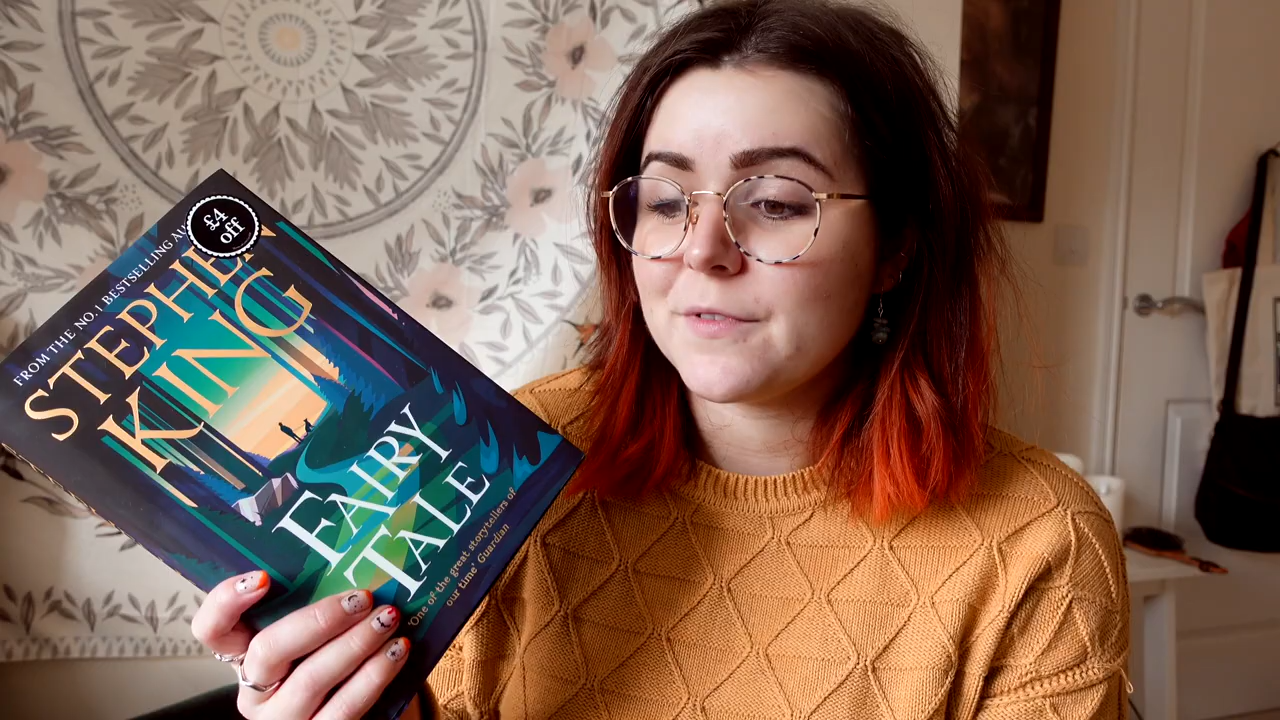 £4
off
FROM THE NO.1 BESTSELLING
STEPHEN
KING
FAIRY
TALE
'One of the great storytellers of
our time' Guardian